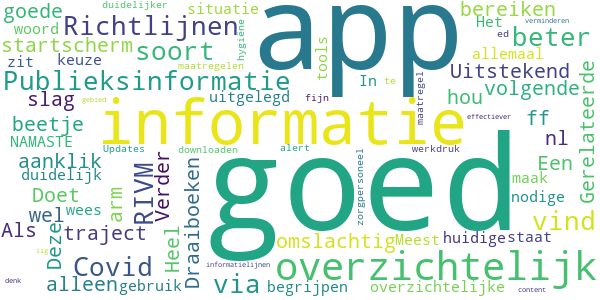 goede
duidelijker
situatie
bereiken
woord
Richtlijnen
hygiene
app
Het
ed
verminderen
startscherm
soort
tools
beter
zit
keuze
maatregelen
In
te
allemaal
Publieksinformatie
Uitstekend
slag
uitgelegd
fijn
hou
volgende
gebied
informatie
maatregel
effectiever
beetje
ff
NAMASTE
Updates
downloaden
alert
werkdruk
nl
aanklik
RIVM
Verder
Draaiboeken
goed
zorgpersoneel
Een
Gerelateerde
duidelijk
maak
Doet
wees
arm
nodige
wel
vind
Als
Deze
traject
Heel
omslachtig
Meest
huidige
staat
Covid
informatielijnen
overzichtelijk
alleen
gebruik
via
begrijpen
overzichtelijke
denk
content